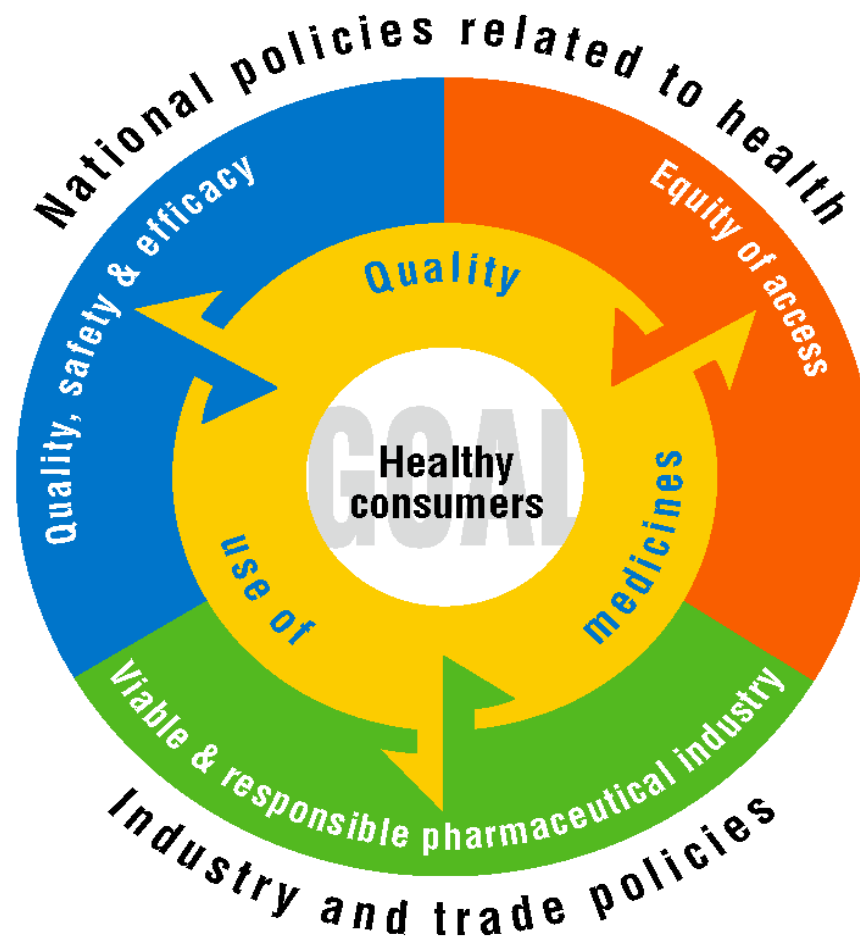 National policies related to health
Quality, safety & efficacy
Equity of access
Quality
use of
medicines
GOAL
Healthy
consumers
Viable & responsible pharmaceutical industry
Industry and trade policies